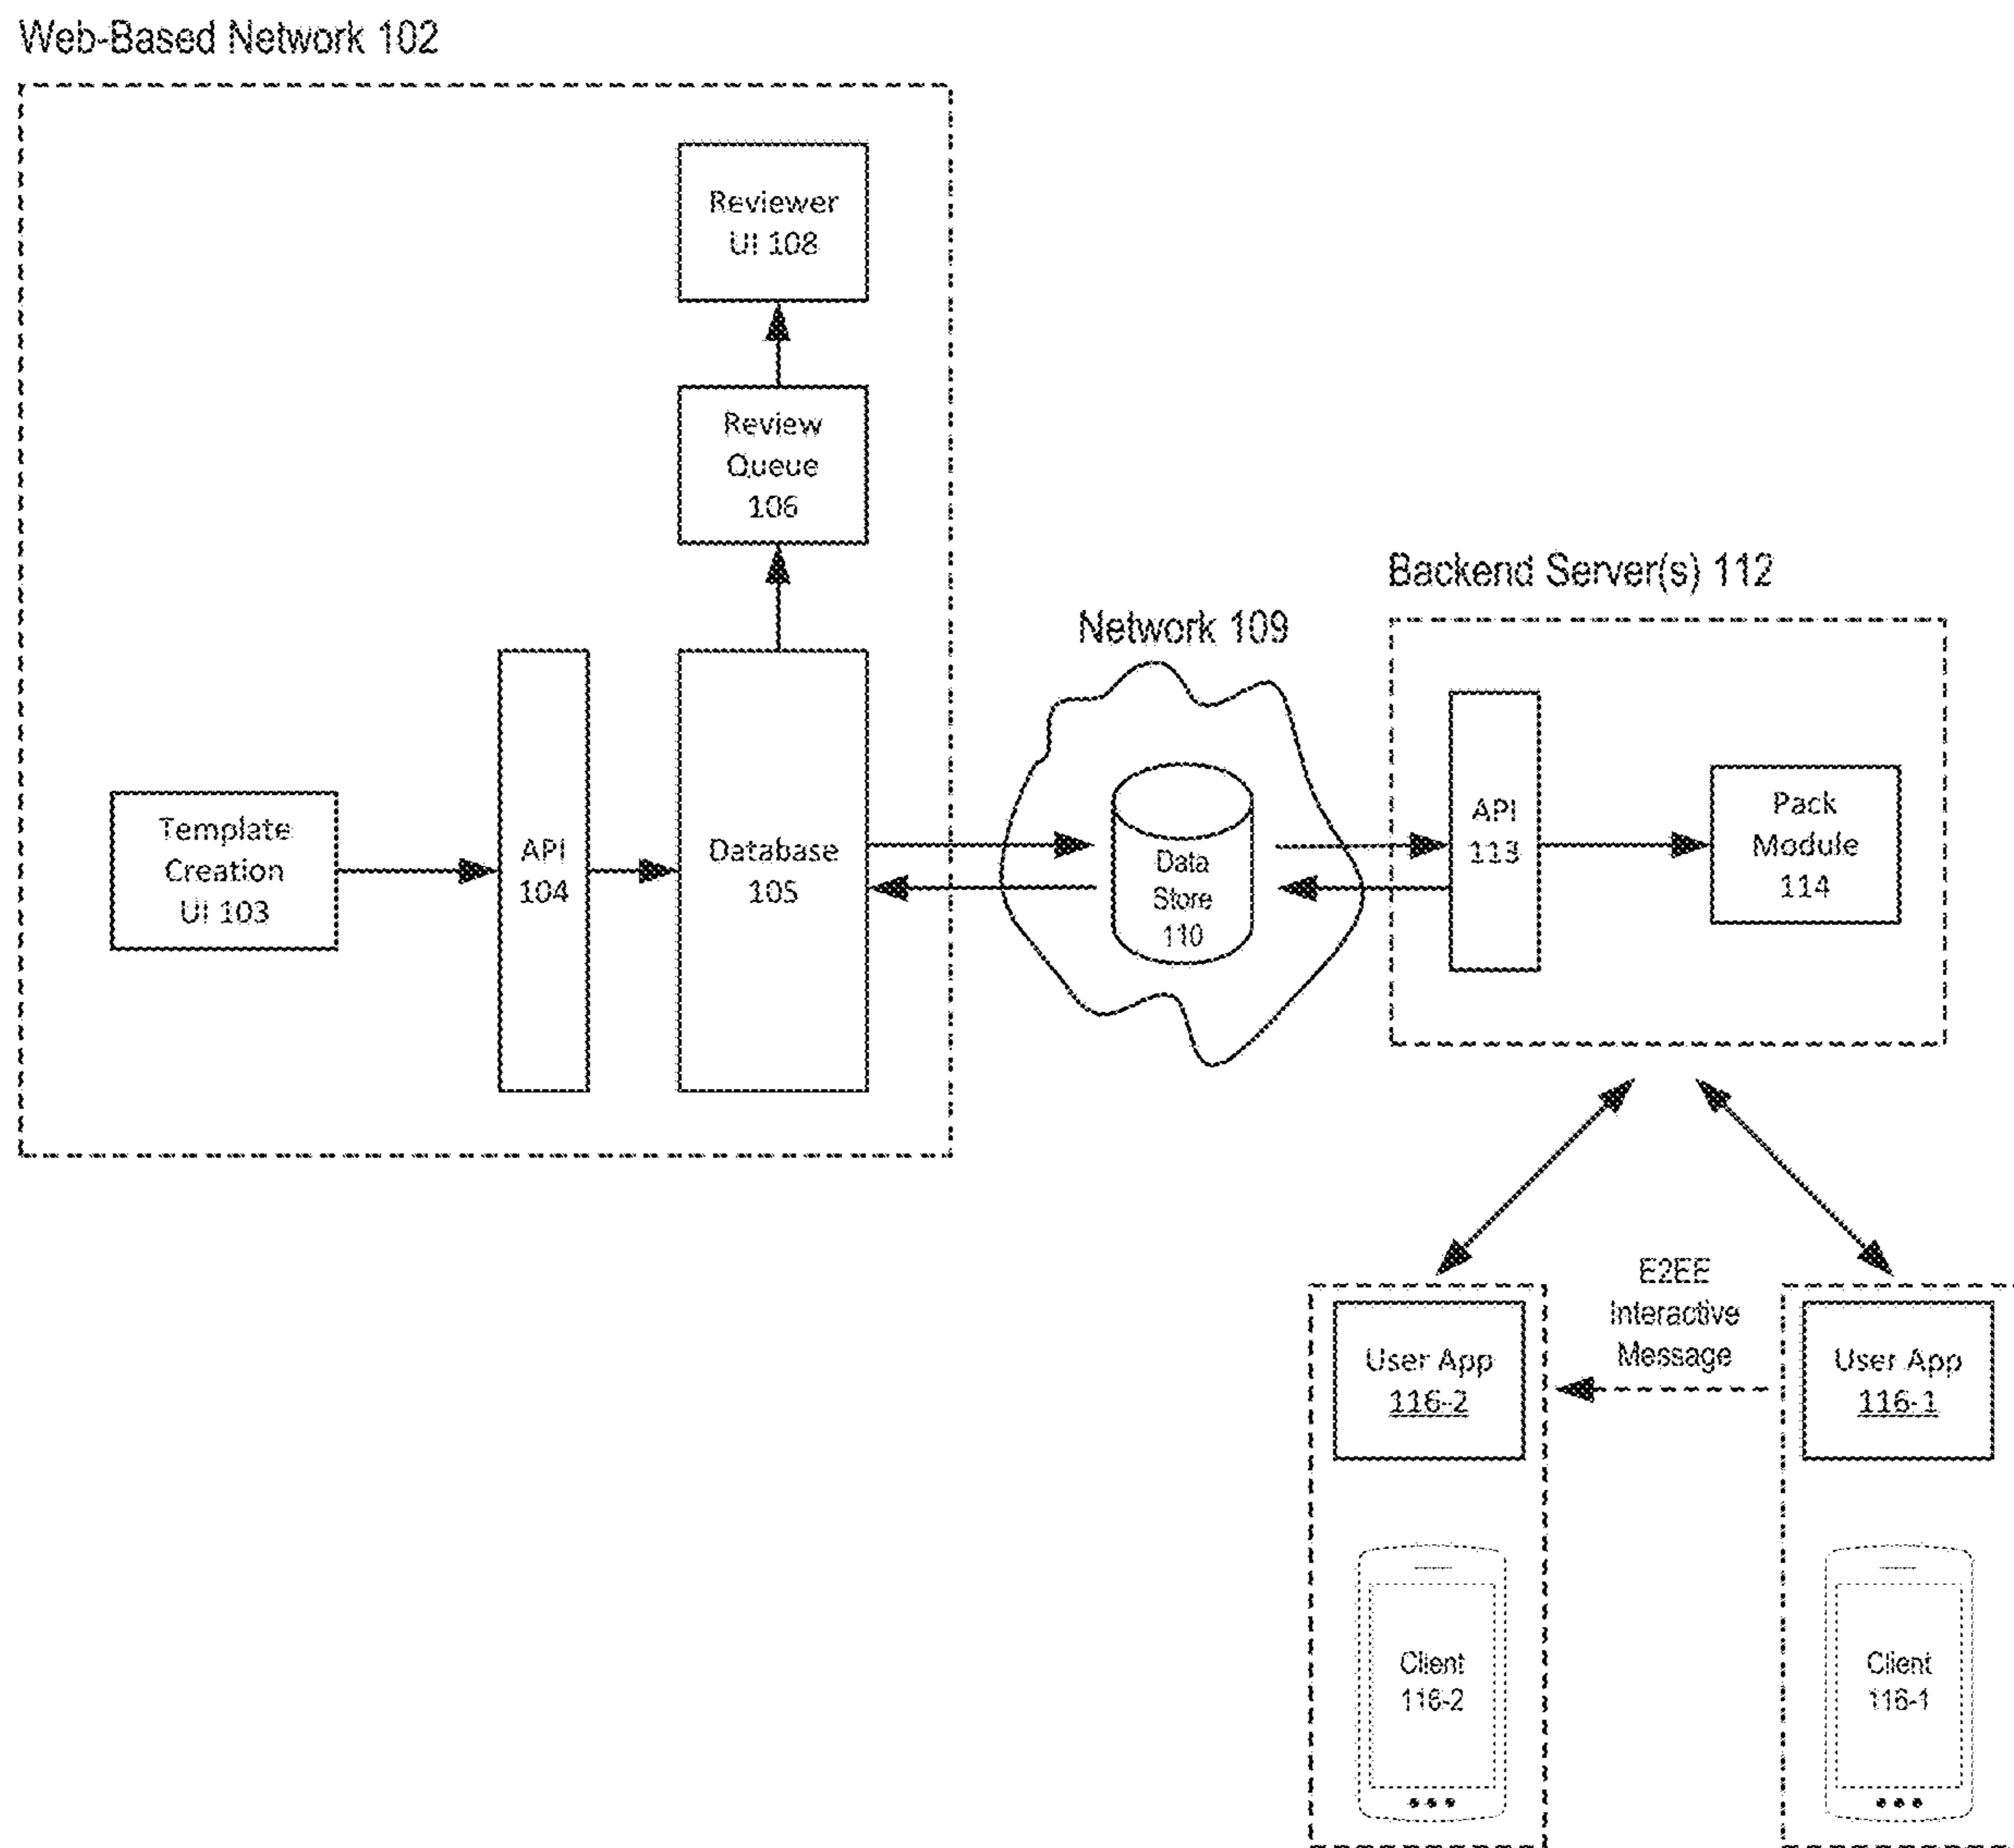 Web-Based Network 102
Reviewer
UI 108
Review
Queue
106
Backend Server(s) 112
Network 109
Template
Creation
UI 103
API
104
Database
105
Data
Store
110
API
113
Pack
Module
114
E2EE
Interactive
Message
User App
116-2
User App
116-1
Client
116-2
Client
116-1